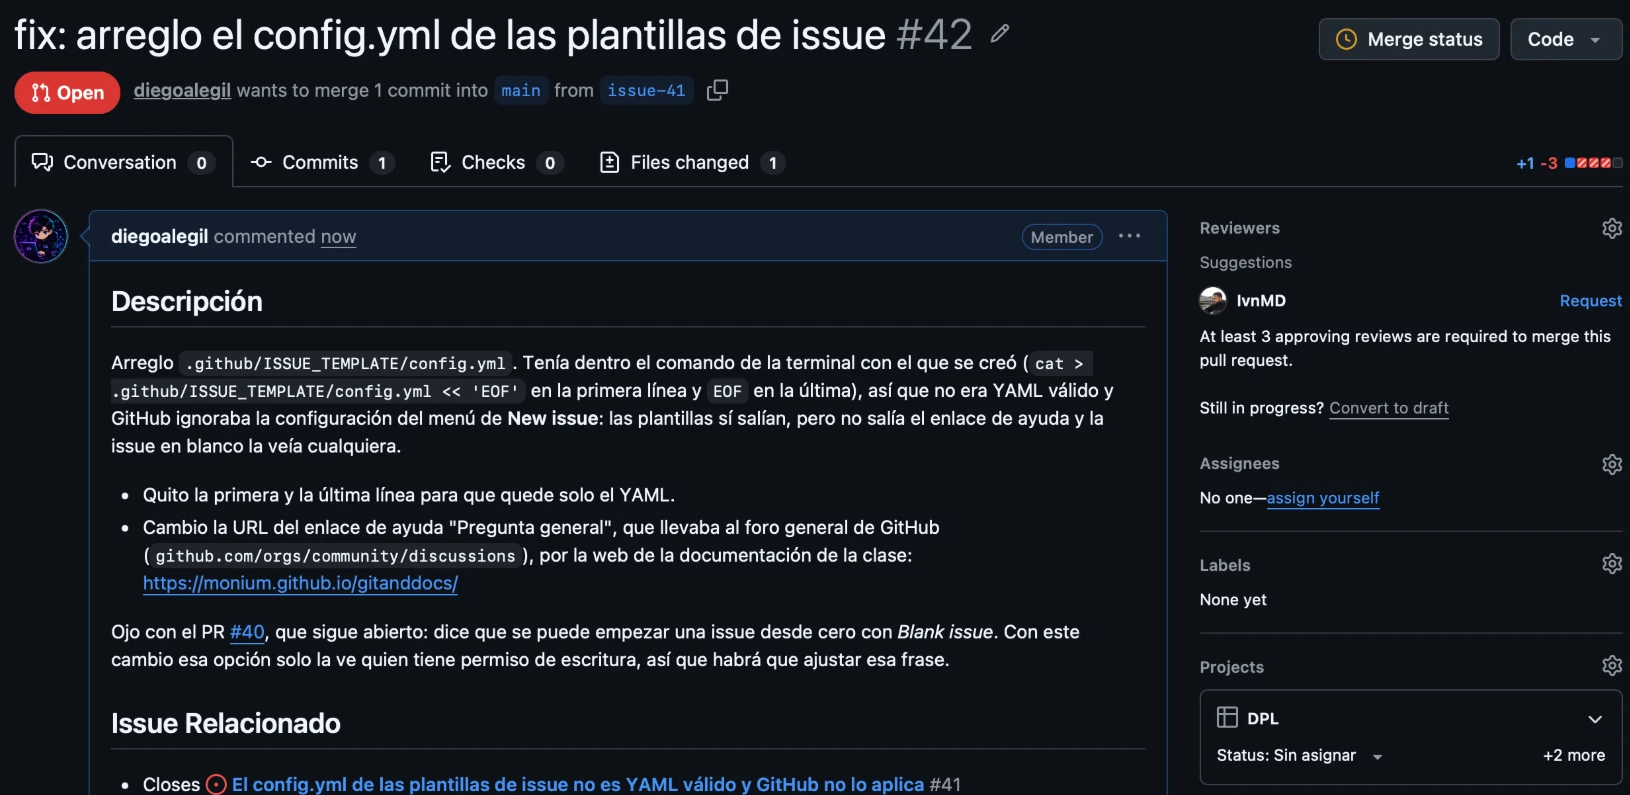 fix: arreglo el config.yml de las plantillas de issue #42
Merge status
Code
Open
diegoalegil wants to merge 1 commit into main from issue-41
Conversation 0
Commits 1
Checks 0
Files changed 1
+1 -3
diegoalegil commented now
Member
Descripción
Arreglo .github/ISSUE_TEMPLATE/config.yml. Tenía dentro el comando de la terminal con el que se creó (cat >
.github/ISSUE_TEMPLATE/config.yml << 'EOF' en la primera línea y EOF en la última), así que no era YAML válido y
GitHub ignoraba la configuración del menú de New issue: las plantillas sí salían, pero no salía el enlace de ayuda y la
issue en blanco la veía cualquiera.
• Quito la primera y la última línea para que quede solo el YAML.
• Cambio la URL del enlace de ayuda "Pregunta general", que llevaba al foro general de GitHub
(github.com/orgs/community/discussions), por la web de la documentación de la clase:
https://monium.github.io/gitanddocs/
Ojo con el PR #40, que sigue abierto: dice que se puede empezar una issue desde cero con Blank issue. Con este
cambio esa opción solo la ve quien tiene permiso de escritura, así que habrá que ajustar esa frase.
Issue Relacionado
• Closes El config.yml de las plantillas de issue no es YAML válido y GitHub no lo aplica #41
Reviewers
Suggestions
IvnMD
Request
At least 3 approving reviews are required to merge this
pull request.
Still in progress? Convert to draft
Assignees
No one—assign yourself
Labels
None yet
Projects
DPL
Status: Sin asignar
+2 more